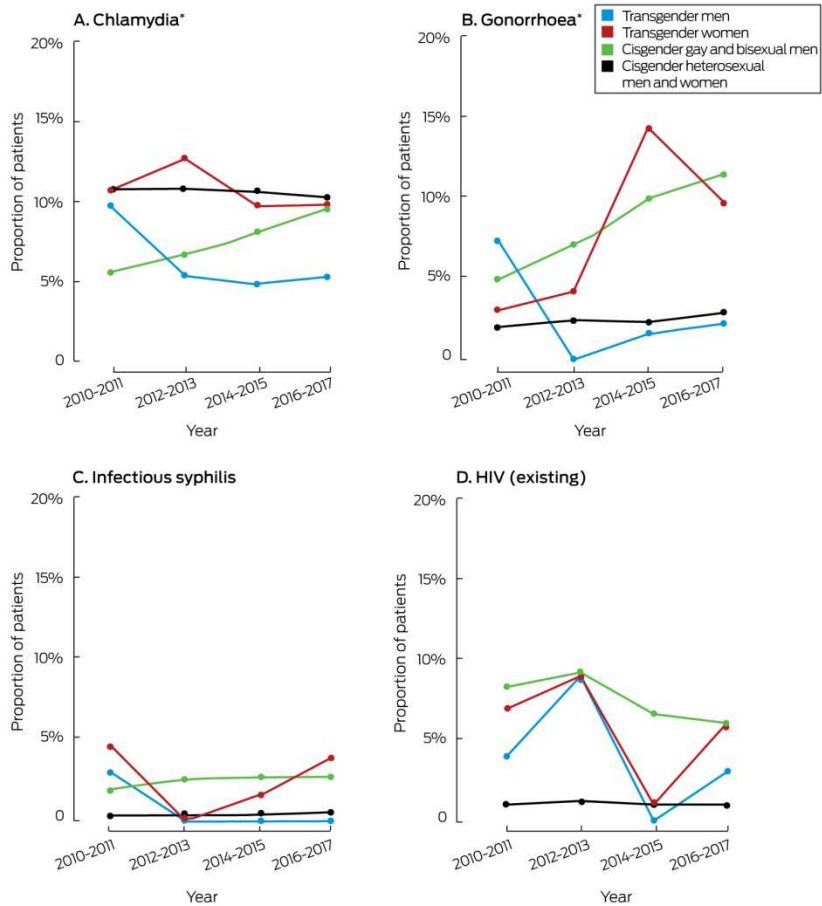 A. Chlamydia*
20%
15%
10%
5%
0
Proportion of patients
2010-2011
2012-2013
2014-2015
2016-2017
Year
B. Gonorrhoea*
Transgender men
Transgender women
Cisgender gay and bisexual men
Cisgender heterosexual
men and women
20%
15%
10%
5%
0
Proportion of patients
2010-2011
2012-2013
2014-2015
2016-2017
Year
C. Infectious syphilis
20%
15%
10%
5%
0
Proportion of patients
2010-2011
2012-2013
2014-2015
2016-2017
Year
D. HIV (existing)
20%
15%
10%
5%
0
Proportion of patients
2010-2011
2012-2013
2014-2015
2016-2017
Year